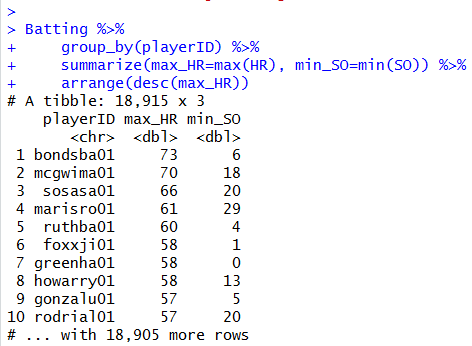 >
> Batting %>%
+     group_by(playerID) %>%
+     summarize(max_HR=max(HR), min_SO=min(SO)) %>%
+     arrange(desc(max_HR))
# A tibble: 18,915 x 3
   playerID max_HR min_SO
      <chr>  <dbl>  <dbl>
 1 bondsba01     73      6
 2 mcgwima01     70     18
 3  sosasa01     66     20
 4 marisro01     61     29
 5  ruthba01     60      4
 6  foxxji01     58      1
 7 greenha01     58      0
 8 howarry01     58     13
 9 gonzalu01     57      5
10 rodrial01     57     20
# ... with 18,905 more rows